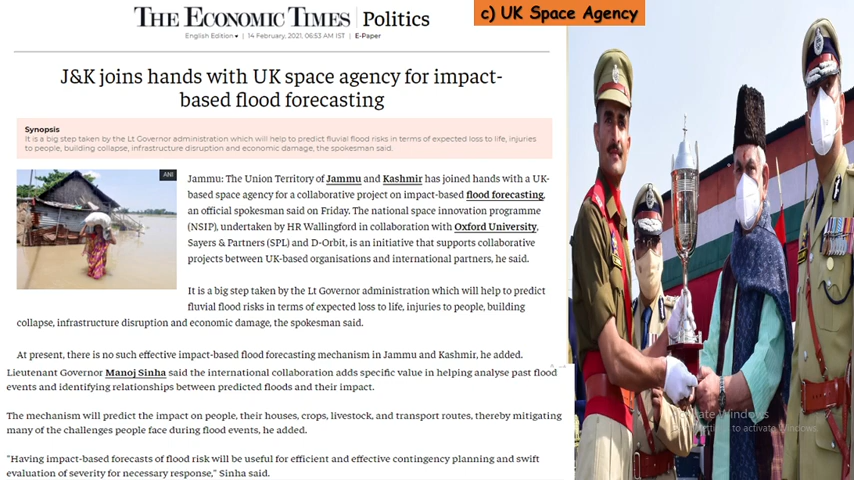 THE ECONOMIC TIMES | Politics
English Edition ▾ | 14 February, 2021, 06:53 AM IST | E-Paper
c) UK Space Agency
J&K joins hands with UK space agency for impact-
based flood forecasting
Synopsis
It is a big step taken by the Lt Governor administration which will help to predict fluvial flood risks in terms of expected loss to life, injuries
to people, building collapse, infrastructure disruption and economic damage, the spokesman said.
ANI
Jammu: The Union Territory of Jammu and Kashmir has joined hands with a UK-
based space agency for a collaborative project on impact-based flood forecasting,
an official spokesman said on Friday. The national space innovation programme
(NSIP), undertaken by HR Wallingford in collaboration with Oxford University,
Sayers & Partners (SPL) and D-Orbit, is an initiative that supports collaborative
projects between UK-based organisations and international partners, he said.
It is a big step taken by the Lt Governor administration which will help to predict
fluvial flood risks in terms of expected loss to life, injuries to people, building
collapse, infrastructure disruption and economic damage, the spokesman said.
At present, there is no such effective impact-based flood forecasting mechanism in Jammu and Kashmir, he added.
Lieutenant Governor Manoj Sinha said the international collaboration adds specific value in helping analyse past flood
events and identifying relationships between predicted floods and their impact.
The mechanism will predict the impact on people, their houses, crops, livestock, and transport routes, thereby mitigating
many of the challenges people face during flood events, he added.
"Having impact-based forecasts of flood risk will be useful for efficient and effective contingency planning and swift
evaluation of severity for necessary response," Sinha said.
Windows
to activate Windows.